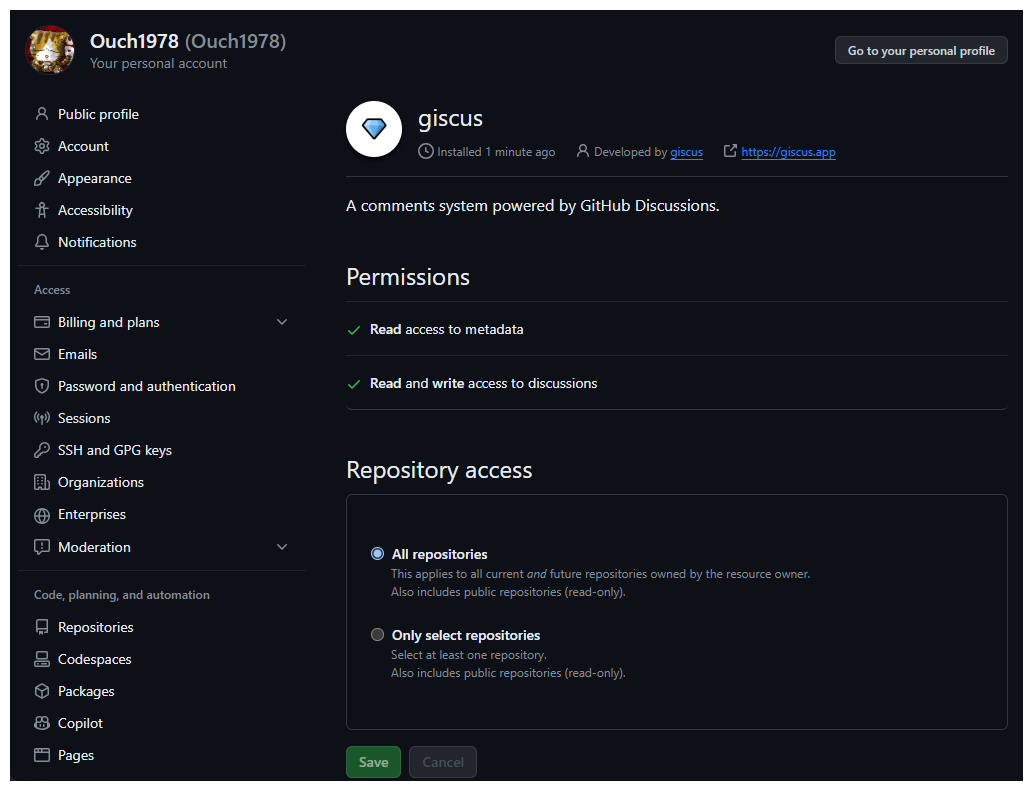 Ouch1978 (Ouch1978)
Your personal account
Go to your personal profile
Public profile
Account
Appearance
Accessibility
Notifications
Access
Billing and plans
Emails
Password and authentication
Sessions
SSH and GPG keys
Organizations
Enterprises
Moderation
Code, planning, and automation
Repositories
Codespaces
Packages
Copilot
Pages
giscus
Installed 1 minute ago Developed by giscus https://giscus.app
A comments system powered by GitHub Discussions.
Permissions
Read access to metadata
Read and write access to discussions
Repository access
All repositories
This applies to all current and future repositories owned by the resource owner.
Also includes public repositories (read-only).
Only select repositories
Select at least one repository.
Also includes public repositories (read-only).
Save Cancel